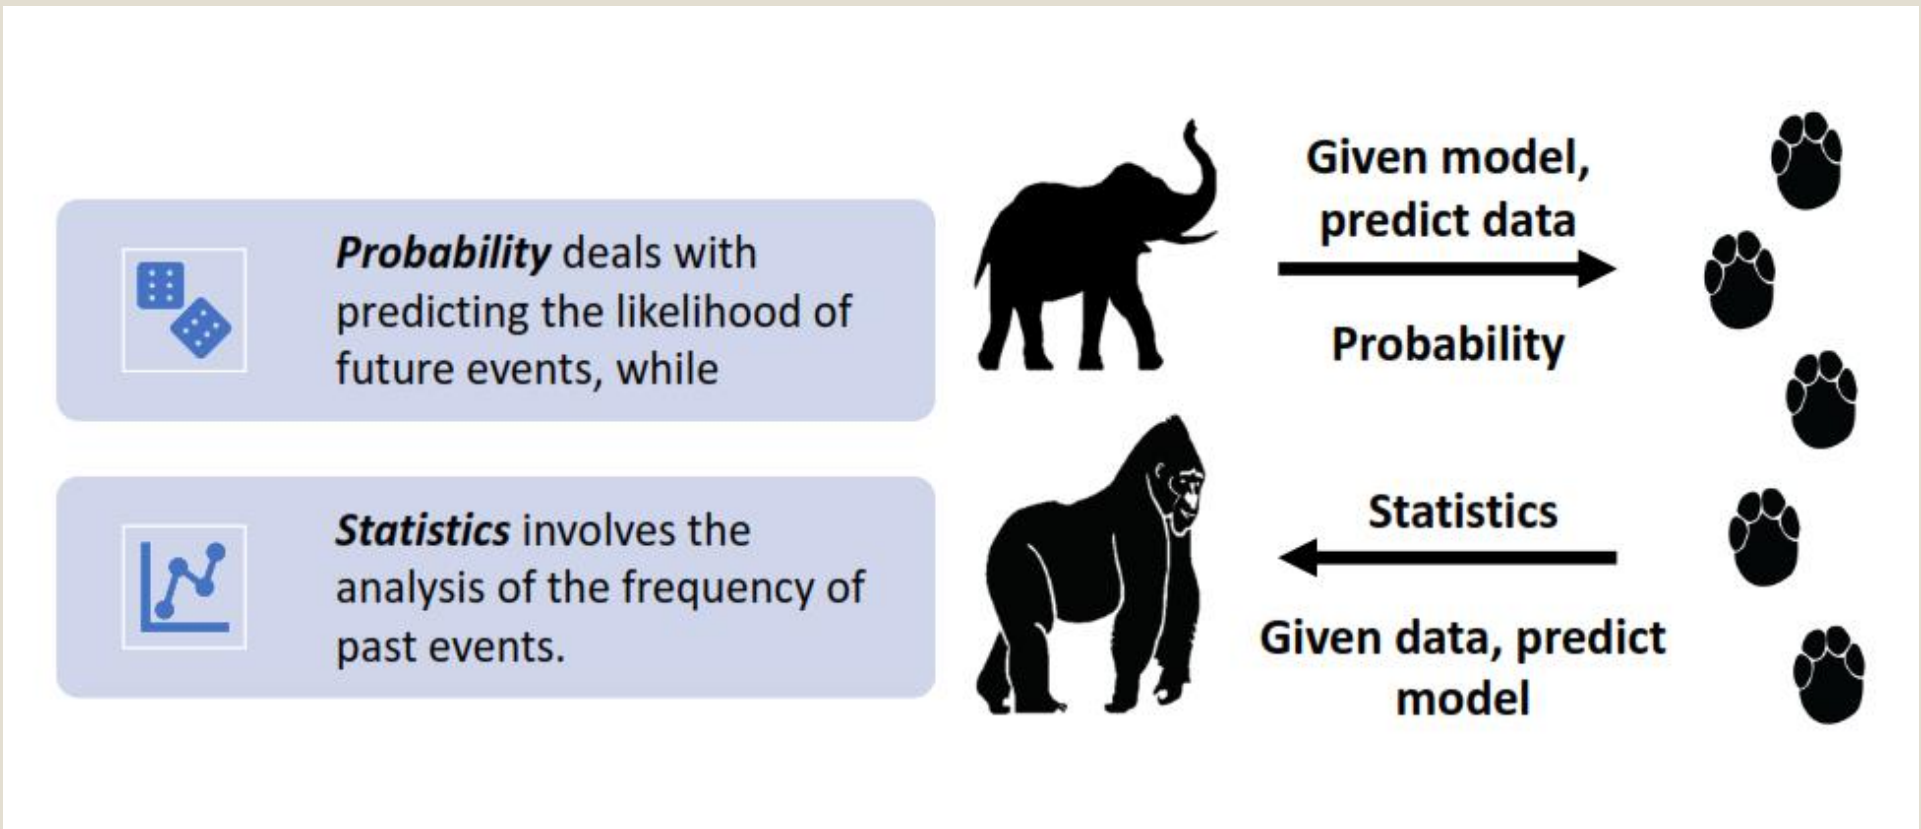 Probability deals with
predicting the likelihood of
future events, while
Statistics involves the
analysis of the frequency of
past events.
Given model,
predict data
Probability
Statistics
Given data, predict
model